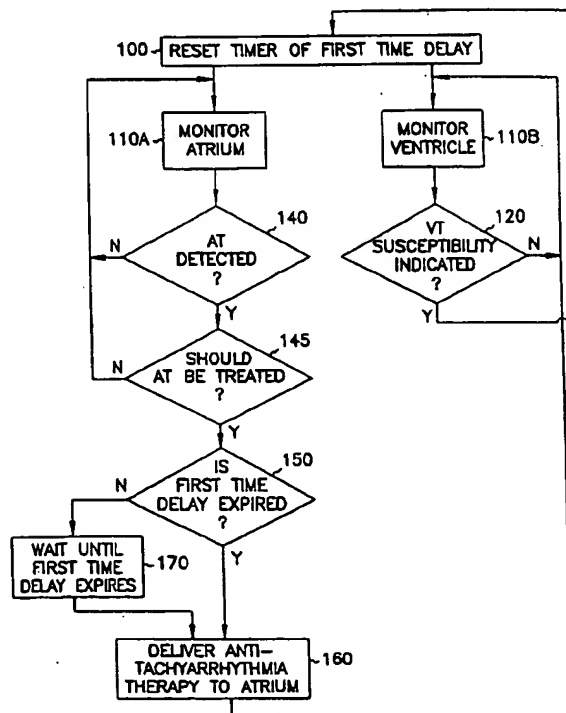 100
RESET TIMER OF FIRST TIME DELAY
110A
MONITOR
ATRIUM
MONITOR
VENTRICLE
110B
140
AT
DETECTED
?
N
Y
120
VT
SUSCEPTIBILITY
INDICATED
?
N
Y
145
SHOULD
AT BE TREATED
?
N
Y
150
IS
FIRST TIME
DELAY EXPIRED
?
N
Y
WAIT UNTIL
FIRST TIME
DELAY EXPIRES
170
DELIVER ANTI-
TACHYARRHYTHMIA
THERAPY TO ATRIUM
160